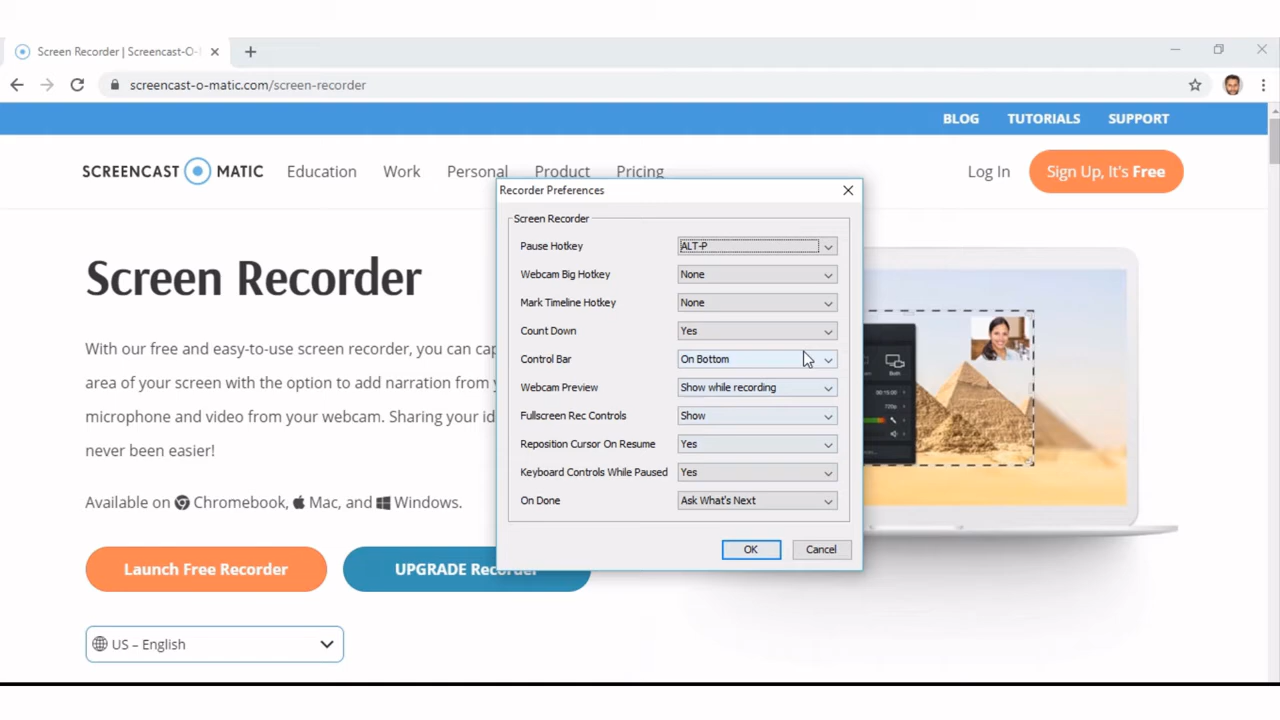 Screen Recorder | Screencast-O-
screencast-o-matic.com/screen-recorder
BLOG TUTORIALS SUPPORT
SCREENCAST MATIC Education Work Personal Product Pricing Log In Sign Up, It's Free
Recorder Preferences
Screen Recorder
Pause Hotkey ALT-P
Webcam Big Hotkey None
Mark Timeline Hotkey None
Count Down Yes
Control Bar On Bottom
Webcam Preview Show while recording
Fullscreen Rec Controls Show
Reposition Cursor On Resume Yes
Keyboard Controls While Paused Yes
On Done Ask What's Next
OK Cancel
Screen Recorder
With our free and easy-to-use screen recorder, you can cap
area of your screen with the option to add narration from y
microphone and video from your webcam. Sharing your id
never been easier!
Available on Chromebook, Mac, and Windows.
Launch Free Recorder UPGRADE Recorder
US – English
00:15:00
720p